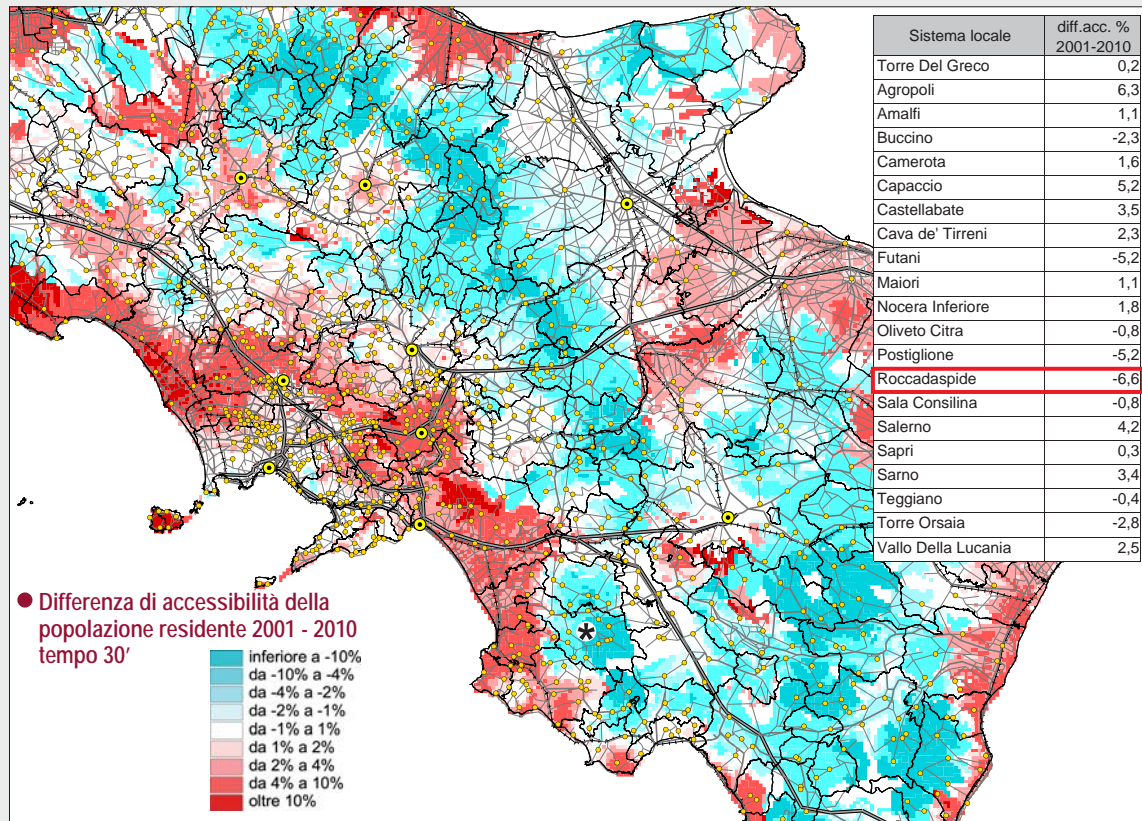 Sistema locale diff.acc. % 2001-2010
Torre Del Greco 0,2
Agropoli 6,3
Amalfi 1,1
Buccino -2,3
Camerota 1,6
Capaccio 5,2
Castellabate 3,5
Cava de' Tirreni 2,3
Futani -5,2
Maiori 1,1
Nocera Inferiore 1,8
Oliveto Citra -0,8
Postiglione -5,2
Roccadaspide -6,6
Sala Consilina -0,8
Salerno 4,2
Sapri 0,3
Sarno 3,4
Teggiano -0,4
Torre Orsaia -2,8
Vallo Della Lucania 2,5
*
● Differenza di accessibilità della
popolazione residente 2001 - 2010
tempo 30'
inferiore a -10%
da -10% a -4%
da -4% a -2%
da -2% a -1%
da -1% a 1%
da 1% a 2%
da 2% a 4%
da 4% a 10%
oltre 10%